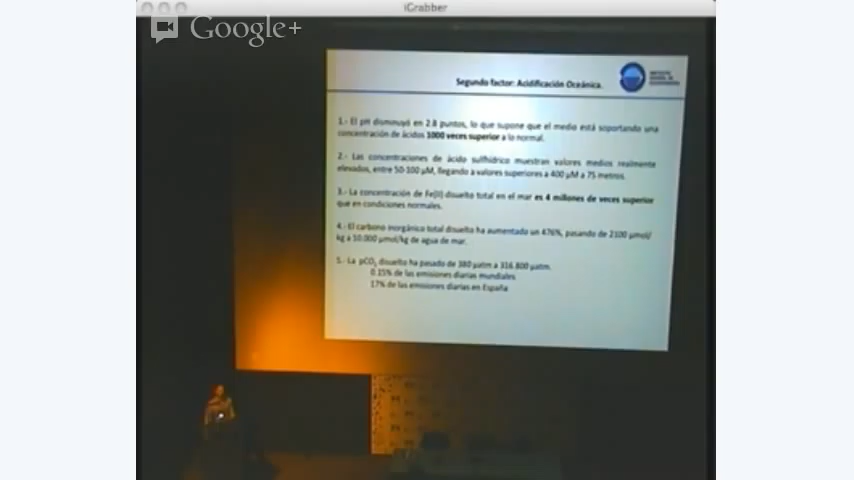 iGrabber
Google+
Segundo factor: Acidificación Oceánica.
INSTITUTO ESPAÑOL DE OCEANOGRAFÍA
1.- El pH disminuyó en 2.8 puntos, lo que supone que el medio está soportando una
concentración de ácidos 1000 veces superior a lo normal.
2.- Las concentraciones de ácido sulfhídrico muestran valores medios realmente
elevados, entre 50-100 µM, llegando a valores superiores a 400 µM a 75 metros.
3.- La concentración de Fe(II) disuelto total en el mar es 4 millones de veces superior
que en condiciones normales.
4.- El carbono inorgánico total disuelto ha aumentado un 476%, pasando de 2100 µmol/
kg a 10.000 µmol/kg de agua de mar.
5.- La pCO2 disuelto ha pasado de 380 µatm a 316.800 µatm.
0.15% de las emisiones diarias mundiales
17% de las emisiones diarias en España